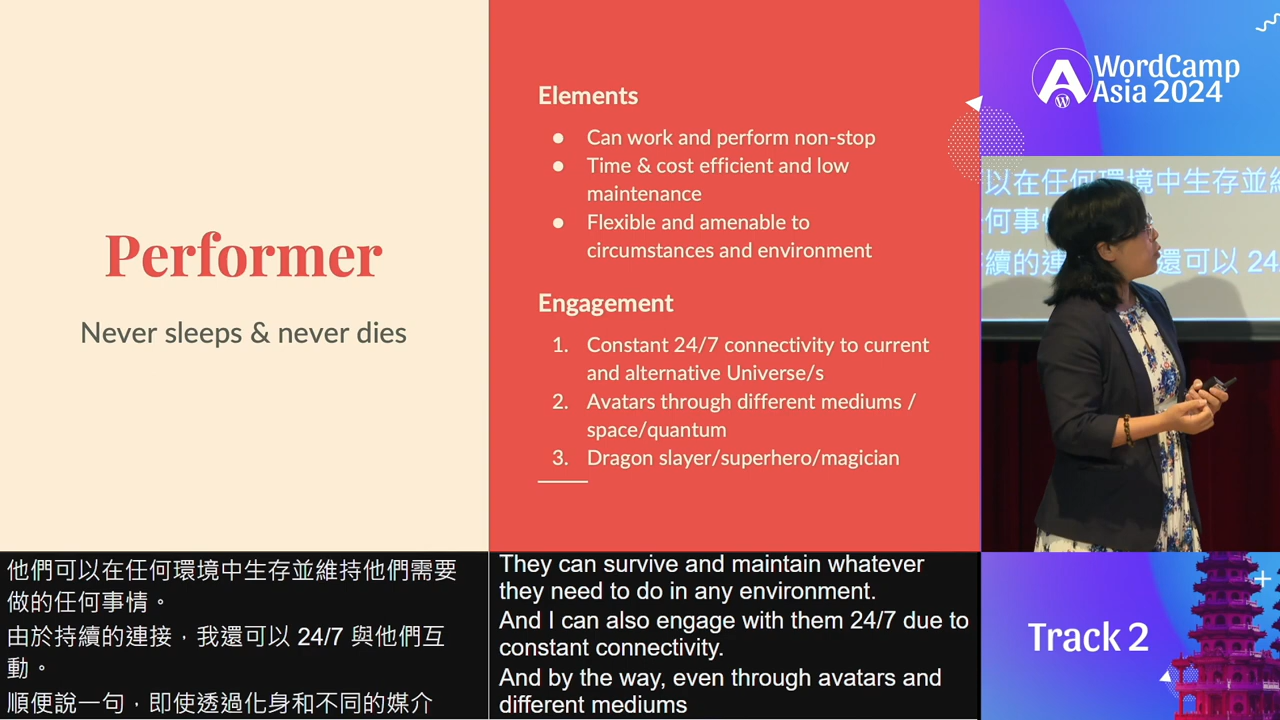 Performer
Never sleeps & never dies
Elements
● Can work and perform non-stop
● Time & cost efficient and low
maintenance
● Flexible and amenable to
circumstances and environment
Engagement
1. Constant 24/7 connectivity to current
and alternative Universe/s
2. Avatars through different mediums /
space/quantum
3. Dragon slayer/superhero/magician
WordCamp
Asia 2024
以在任何環境中生存並維
何事
續的連 還可以 24
他們可以在任何環境中生存並維持他們需要
做的任何事情。
由於持續的連接，我還可以 24/7 與他們互
動。
順便說一句，即使透過化身和不同的媒介
They can survive and maintain whatever
they need to do in any environment.
And I can also engage with them 24/7 due to
constant connectivity.
And by the way, even through avatars and
different mediums
Track 2